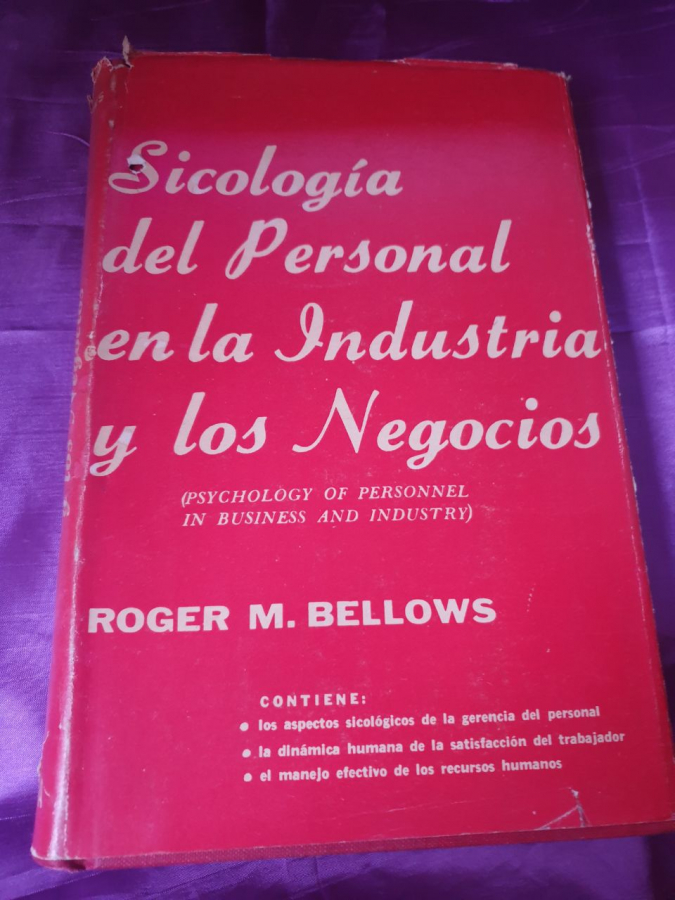 Sicología
del Personal
en la Industria
y los Negocios
(PSYCHOLOGY OF PERSONNEL
IN BUSINESS AND INDUSTRY)
ROGER M. BELLOWS
CONTIENE:
• los aspectos sicológicos de la gerencia del personal
• la dinámica humana de la satisfacción del trabajador
• el manejo efectivo de los recursos humanos